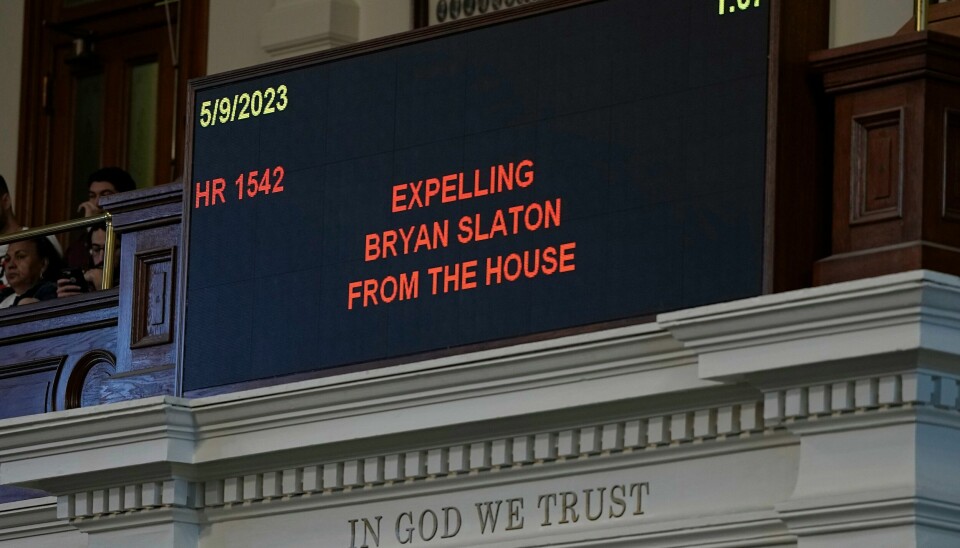 5/9/2023
HR 1542
EXPELLING
BRYAN SLATON
FROM THE HOUSE
IN GOD WE TRUST